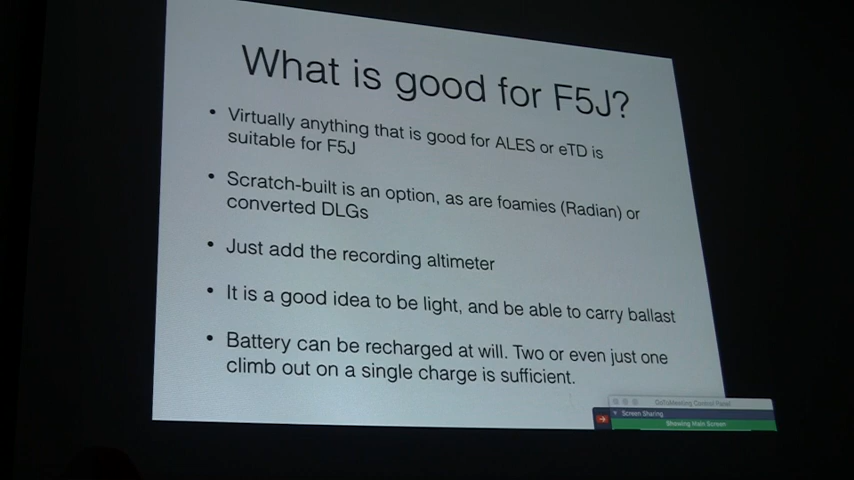 What is good for F5J?
• Virtually anything that is good for ALES or eTD is
suitable for F5J
• Scratch-built is an option, as are foamies (Radian) or
converted DLGs
• Just add the recording altimeter
• It is a good idea to be light, and be able to carry ballast
• Battery can be recharged at will. Two or even just one
climb out on a single charge is sufficient.
GoToMeeting Control Panel
Screen Sharing
Showing Main Screen